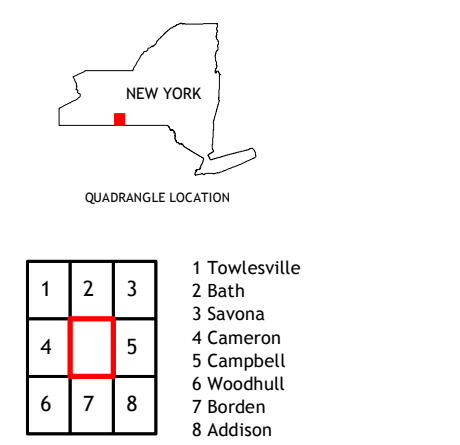 NEW YORK
QUADRANGLE LOCATION
1 2 3
4 5
6 7 8
1 Towlesville
2 Bath
3 Savona
4 Cameron
5 Campbell
6 Woodhull
7 Borden
8 Addison